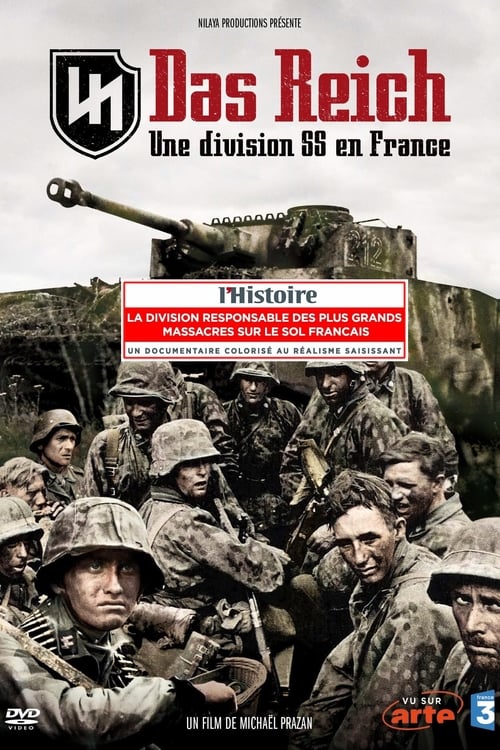 NILAYA PRODUCTIONS PRÉSENTE
Das Reich
Une division SS en France
212
l'Histoire
LA DIVISION RESPONSABLE DES PLUS GRANDS
MASSACRES SUR LE SOL FRANCAIS
UN DOCUMENTAIRE COLORISÉ AU RÉALISME SAISISSANT
DVD
VIDEO
UN FILM DE MICHAËL PRAZAN
VU SUR
arte
france
3